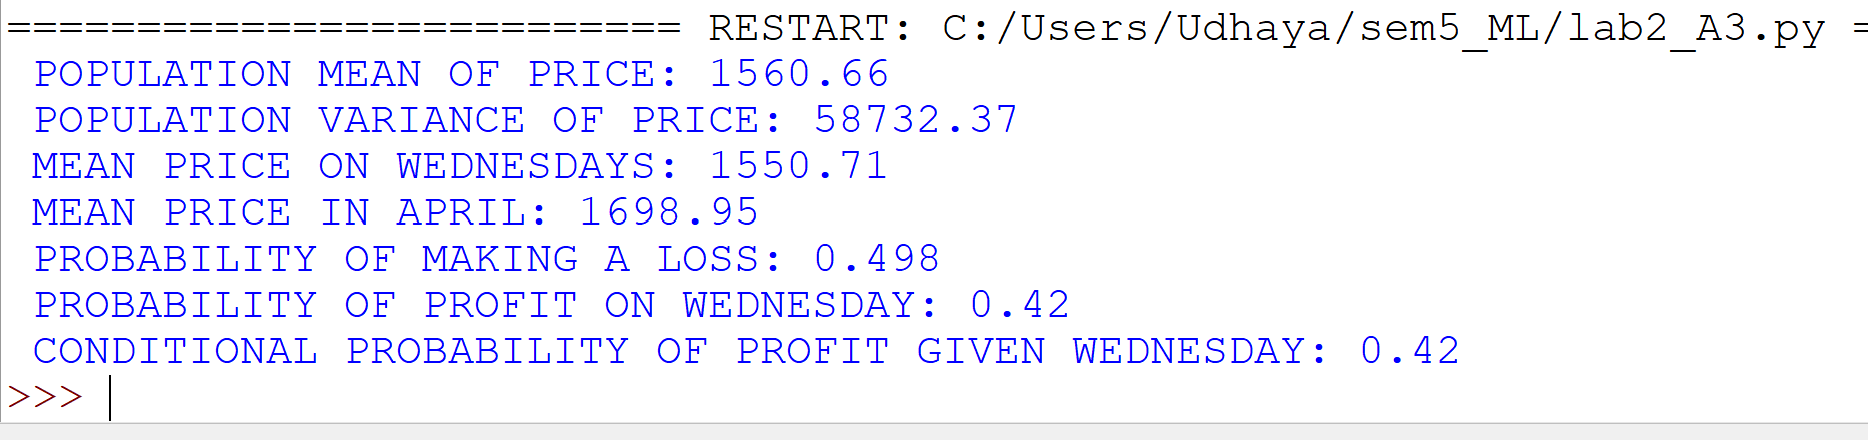 ========================== RESTART: C:/Users/Udhaya/sem5_ML/lab2_A3.py =
POPULATION MEAN OF PRICE: 1560.66
POPULATION VARIANCE OF PRICE: 58732.37
MEAN PRICE ON WEDNESDAYS: 1550.71
MEAN PRICE IN APRIL: 1698.95
PROBABILITY OF MAKING A LOSS: 0.498
PROBABILITY OF PROFIT ON WEDNESDAY: 0.42
CONDITIONAL PROBABILITY OF PROFIT GIVEN WEDNESDAY: 0.42
>>>